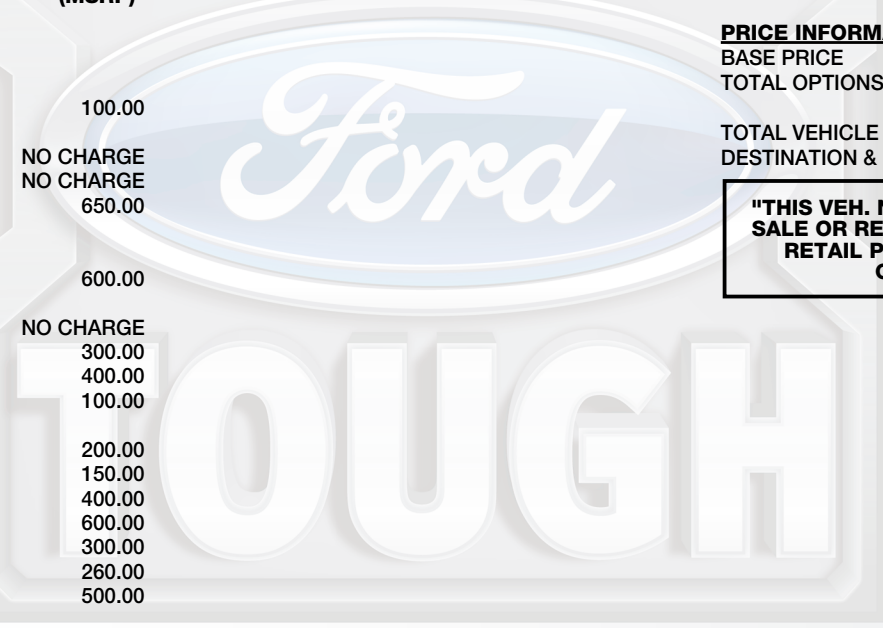 (MSRP)
100.00
NO CHARGE
NO CHARGE
650.00
600.00
NO CHARGE
300.00
400.00
100.00
200.00
150.00
400.00
600.00
300.00
260.00
500.00
PRICE INFORMA
BASE PRICE
TOTAL OPTIONS
TOTAL VEHICLE
DESTINATION &
"THIS VEH. N
SALE OR RE
RETAIL P
Ford
TOUGH